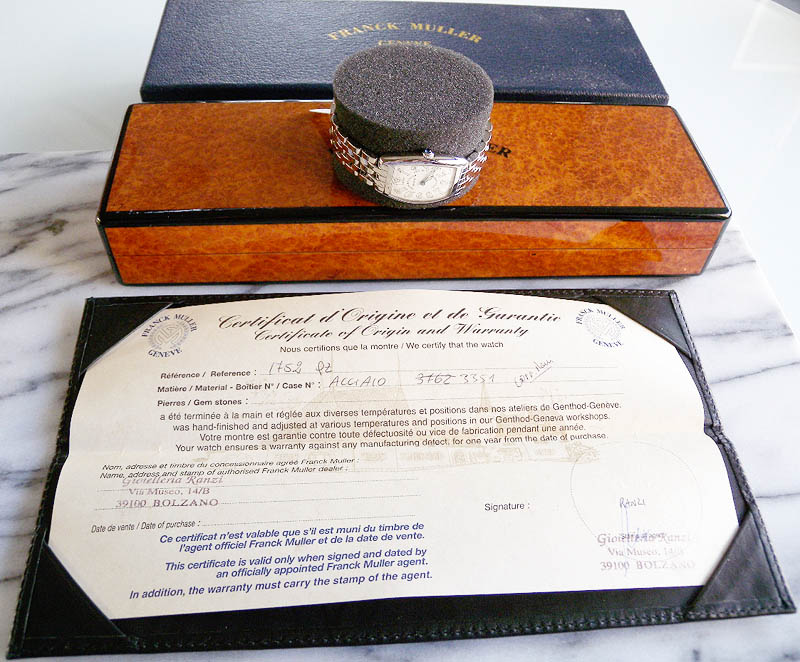 FRANCK MULLER
GENEVE
FRANCK MULLER
GENEVE
Certificat d'Origine et de Garantie
Certificate of Origin and Warranty
FRANCK MULLER
GENEVE
Nous certifions que la montre / We certify that the watch
Référence / Reference : 1752 QZ
Matière / Material - Boîtier N° / Case N° : ACCIAIO 3762 3351
Pierres / Gem stones :
a été terminée à la main et réglée aux diverses températures et positions dans nos ateliers de Genthod-Genève.
was hand-finished and adjusted at various temperatures and positions in our Genthod-Geneva workshops.
Votre montre est garantie contre toute défectuosité ou vice de fabrication pendant une année.
Your watch ensures a warranty against any manufacturing defect, for one year from the date of purchase.
Nom, adresse et timbre du concessionnaire agréé Franck Muller :
Name, address and stamp of authorised Franck Muller dealer :
Gioielleria Ranzi
Via Museo, 14/B
39100 BOLZANO
Date de vente / Date of purchase :
Signature :
RANZI
Gioielleria Ranzi
Via Museo, 14/B
39100 BOLZANO
Ce certificat n'est valable que s'il est muni du timbre de
l'agent officiel Franck Muller et de la date de vente.
This certificate is valid only when signed and dated by
an officially appointed Franck Muller agent.
In addition, the warranty must carry the stamp of the agent.